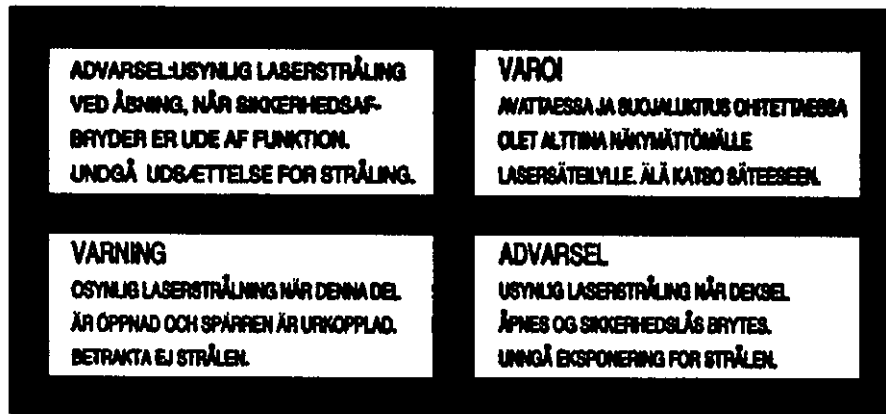 ADVARSEL:USYNLIG LASERSTRÅLING
VED ÅBNING, NÅR SIKKERHEDSAF-
BRYDER ER UDE AF FUNKTION.
UNDGÅ UDSÆTTELSE FOR STRÅLING.
VARO!
AVATTAESSA JA SUOJALUKITUS OHITETTAESSA
OLET ALTTIINA NÄKYMÄTTÖMÄLLE
LASERSÄTEILYLLE. ÄLÄ KATSO SÄTEESEEN.
VARNING
OSYNLIG LASERSTRÅLNING NÄR DENNA DEL
ÄR ÖPPNAD OCH SPÄRREN ÄR URKOPPLAD.
BETRAKTA EJ STRÅLEN.
ADVARSEL
USYNLIG LASERSTRÅLING NÅR DEKSEL
ÅPNES OG SIKKERHEDSLÅS BRYTES.
UNNGÅ EKSPONERING FOR STRÅLEN.